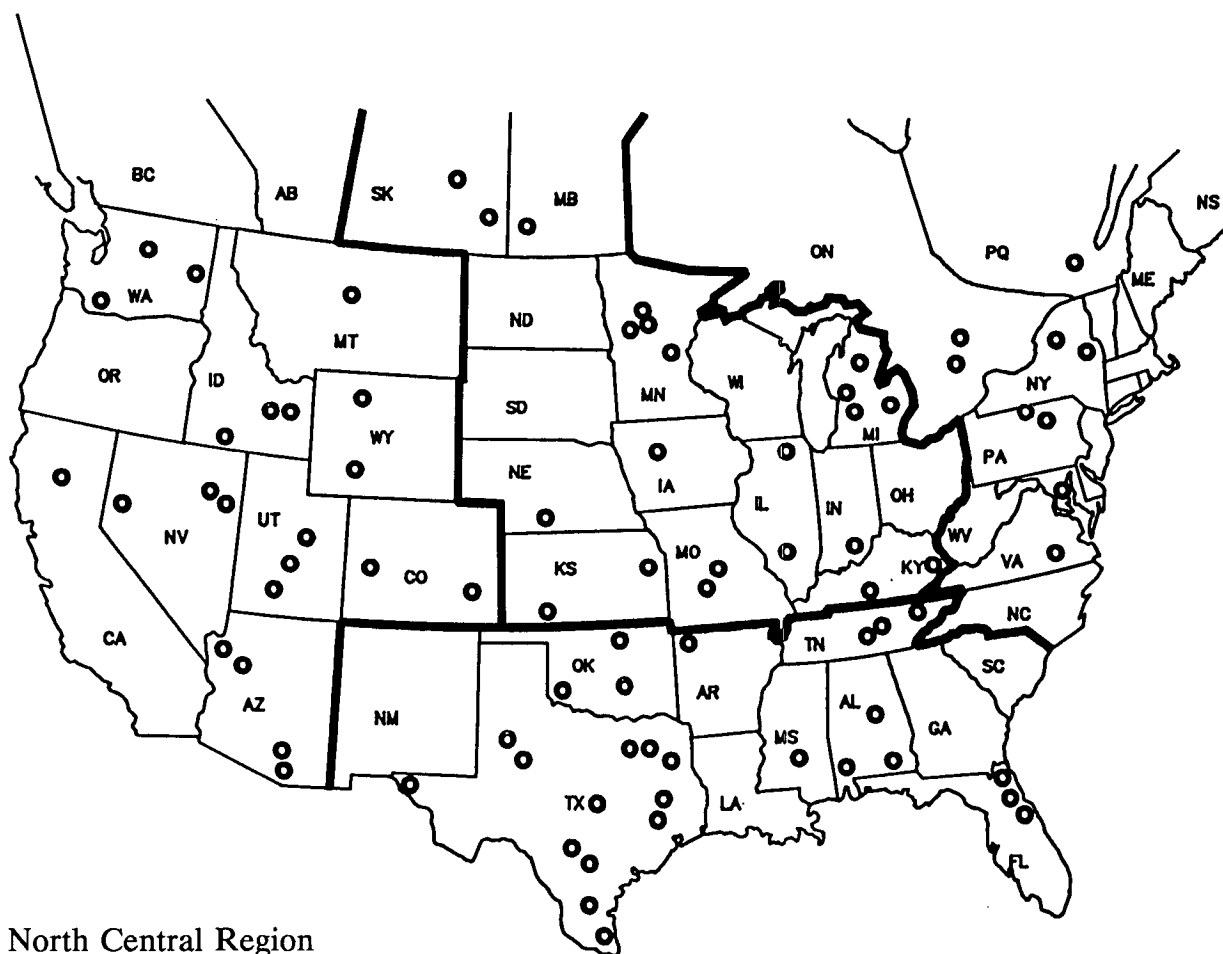 BC
AB
SK
MB
NS
ON
PQ
ME
WA
ND
MT
OR
ID
MN
WI
NY
SD
WY
MI
PA
NE
IA
IL
IN
OH
UT
NV
MO
WV
KS
KY
VA
CO
CA
NC
TN
OK
SC
AR
AZ
AL
NM
GA
MS
TX
LA
FL
North Central Region